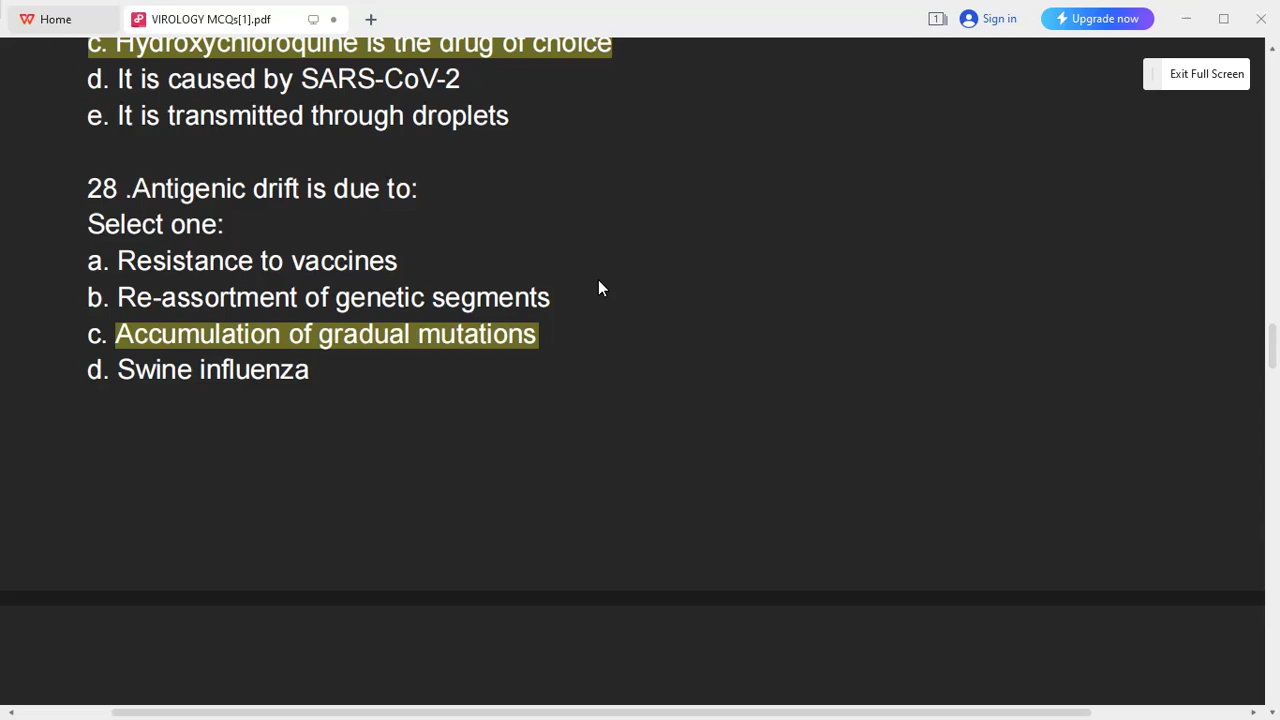 Home
VIROLOGY MCQs[1].pdf
1
Sign in
Upgrade now
c. Hydroxychloroquine is the drug of choice
Exit Full Screen
d. It is caused by SARS-CoV-2
e. It is transmitted through droplets
28 .Antigenic drift is due to:
Select one:
a. Resistance to vaccines
b. Re-assortment of genetic segments
c. Accumulation of gradual mutations
d. Swine influenza